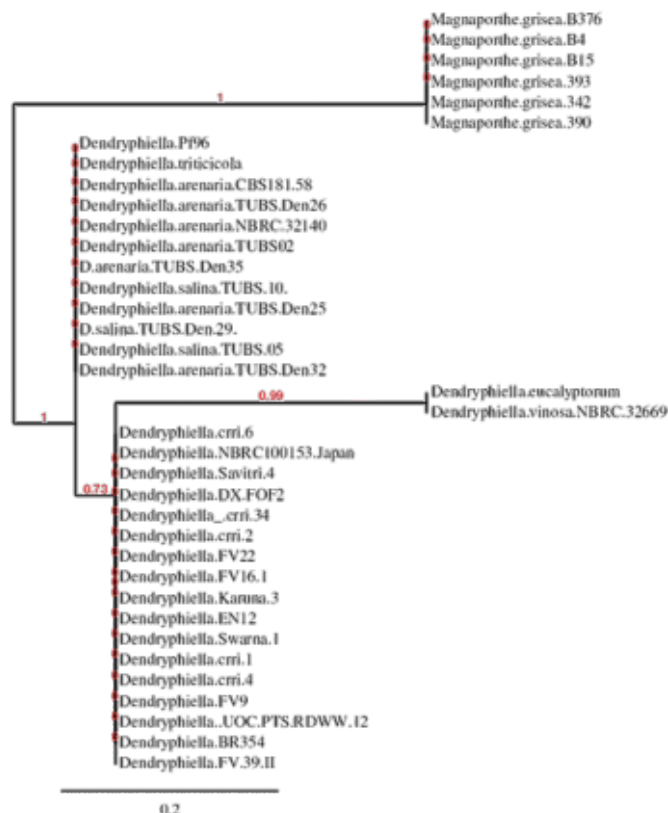 Magnaporthe.grisea.B376
Magnaporthe.grisea.B4
Magnaporthe.grisea.B15
Magnaporthe.grisea.393
1
Magnaporthe.grisea.342
Magnaporthe.grisea.390
Dendryphiella.Pf96
Dendryphiella.triticicola
Dendryphiella.arenaria.CBS181.58
Dendryphiella.arenaria.TUBS.Den26
Dendryphiella.arenaria.NBRC.32140
Dendryphiella.arenaria.TUBS02
D.arenaria.TUBS.Den35
Dendryphiella.salina.TUBS.10.
Dendryphiella.arenaria.TUBS.Den25
D.salina.TUBS.Den.29.
Dendryphiella.salina.TUBS.05
Dendryphiella.arenaria.TUBS.Den32
0.99
Dendryphiella.eucalyptorum
Dendryphiella.vinosa.NBRC.32669
1
Dendryphiella.crri.6
Dendryphiella.NBRC100153.Japan
Dendryphiella.Savitri.4
0.73
Dendryphiella.DX.FOF2
Dendryphiella_.crri.34
Dendryphiella.crri.2
Dendryphiella.FV22
Dendryphiella.FV16.1
Dendryphiella.Karuna.3
Dendryphiella.EN12
Dendryphiella.Swarna.1
Dendryphiella.crri.1
Dendryphiella.crri.4
Dendryphiella.FV9
Dendryphiella..UOC.PTS.RDWW.12
Dendryphiella.BR354
Dendryphiella.FV.39.II
0.2